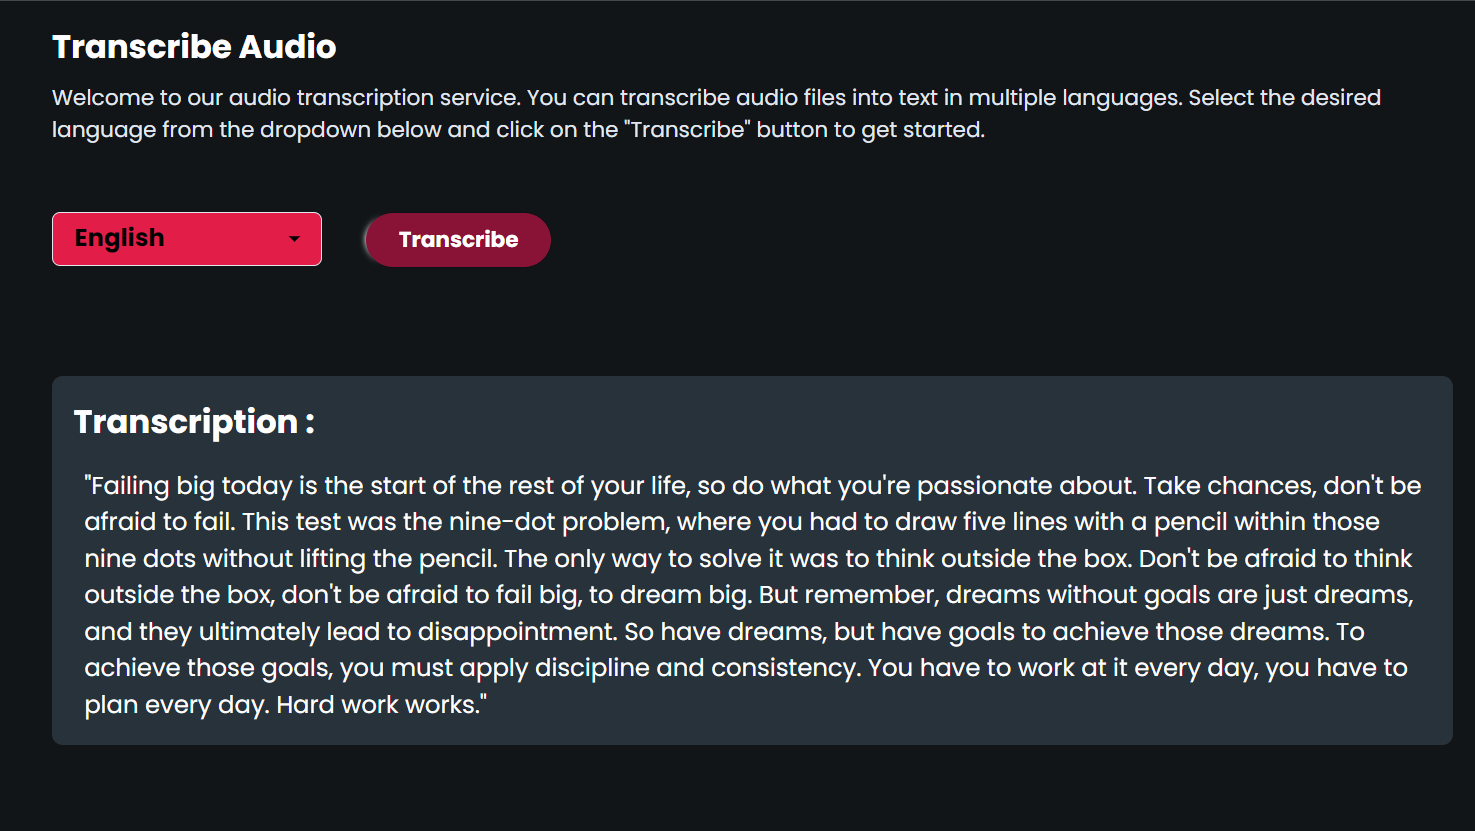 Transcribe Audio
Welcome to our audio transcription service. You can transcribe audio files into text in multiple languages. Select the desired
language from the dropdown below and click on the "Transcribe" button to get started.
English
Transcribe
Transcription :
"Failing big today is the start of the rest of your life, so do what you're passionate about. Take chances, don't be
afraid to fail. This test was the nine-dot problem, where you had to draw five lines with a pencil within those
nine dots without lifting the pencil. The only way to solve it was to think outside the box. Don't be afraid to think
outside the box, don't be afraid to fail big, to dream big. But remember, dreams without goals are just dreams,
and they ultimately lead to disappointment. So have dreams, but have goals to achieve those dreams. To
achieve those goals, you must apply discipline and consistency. You have to work at it every day, you have to
plan every day. Hard work works."